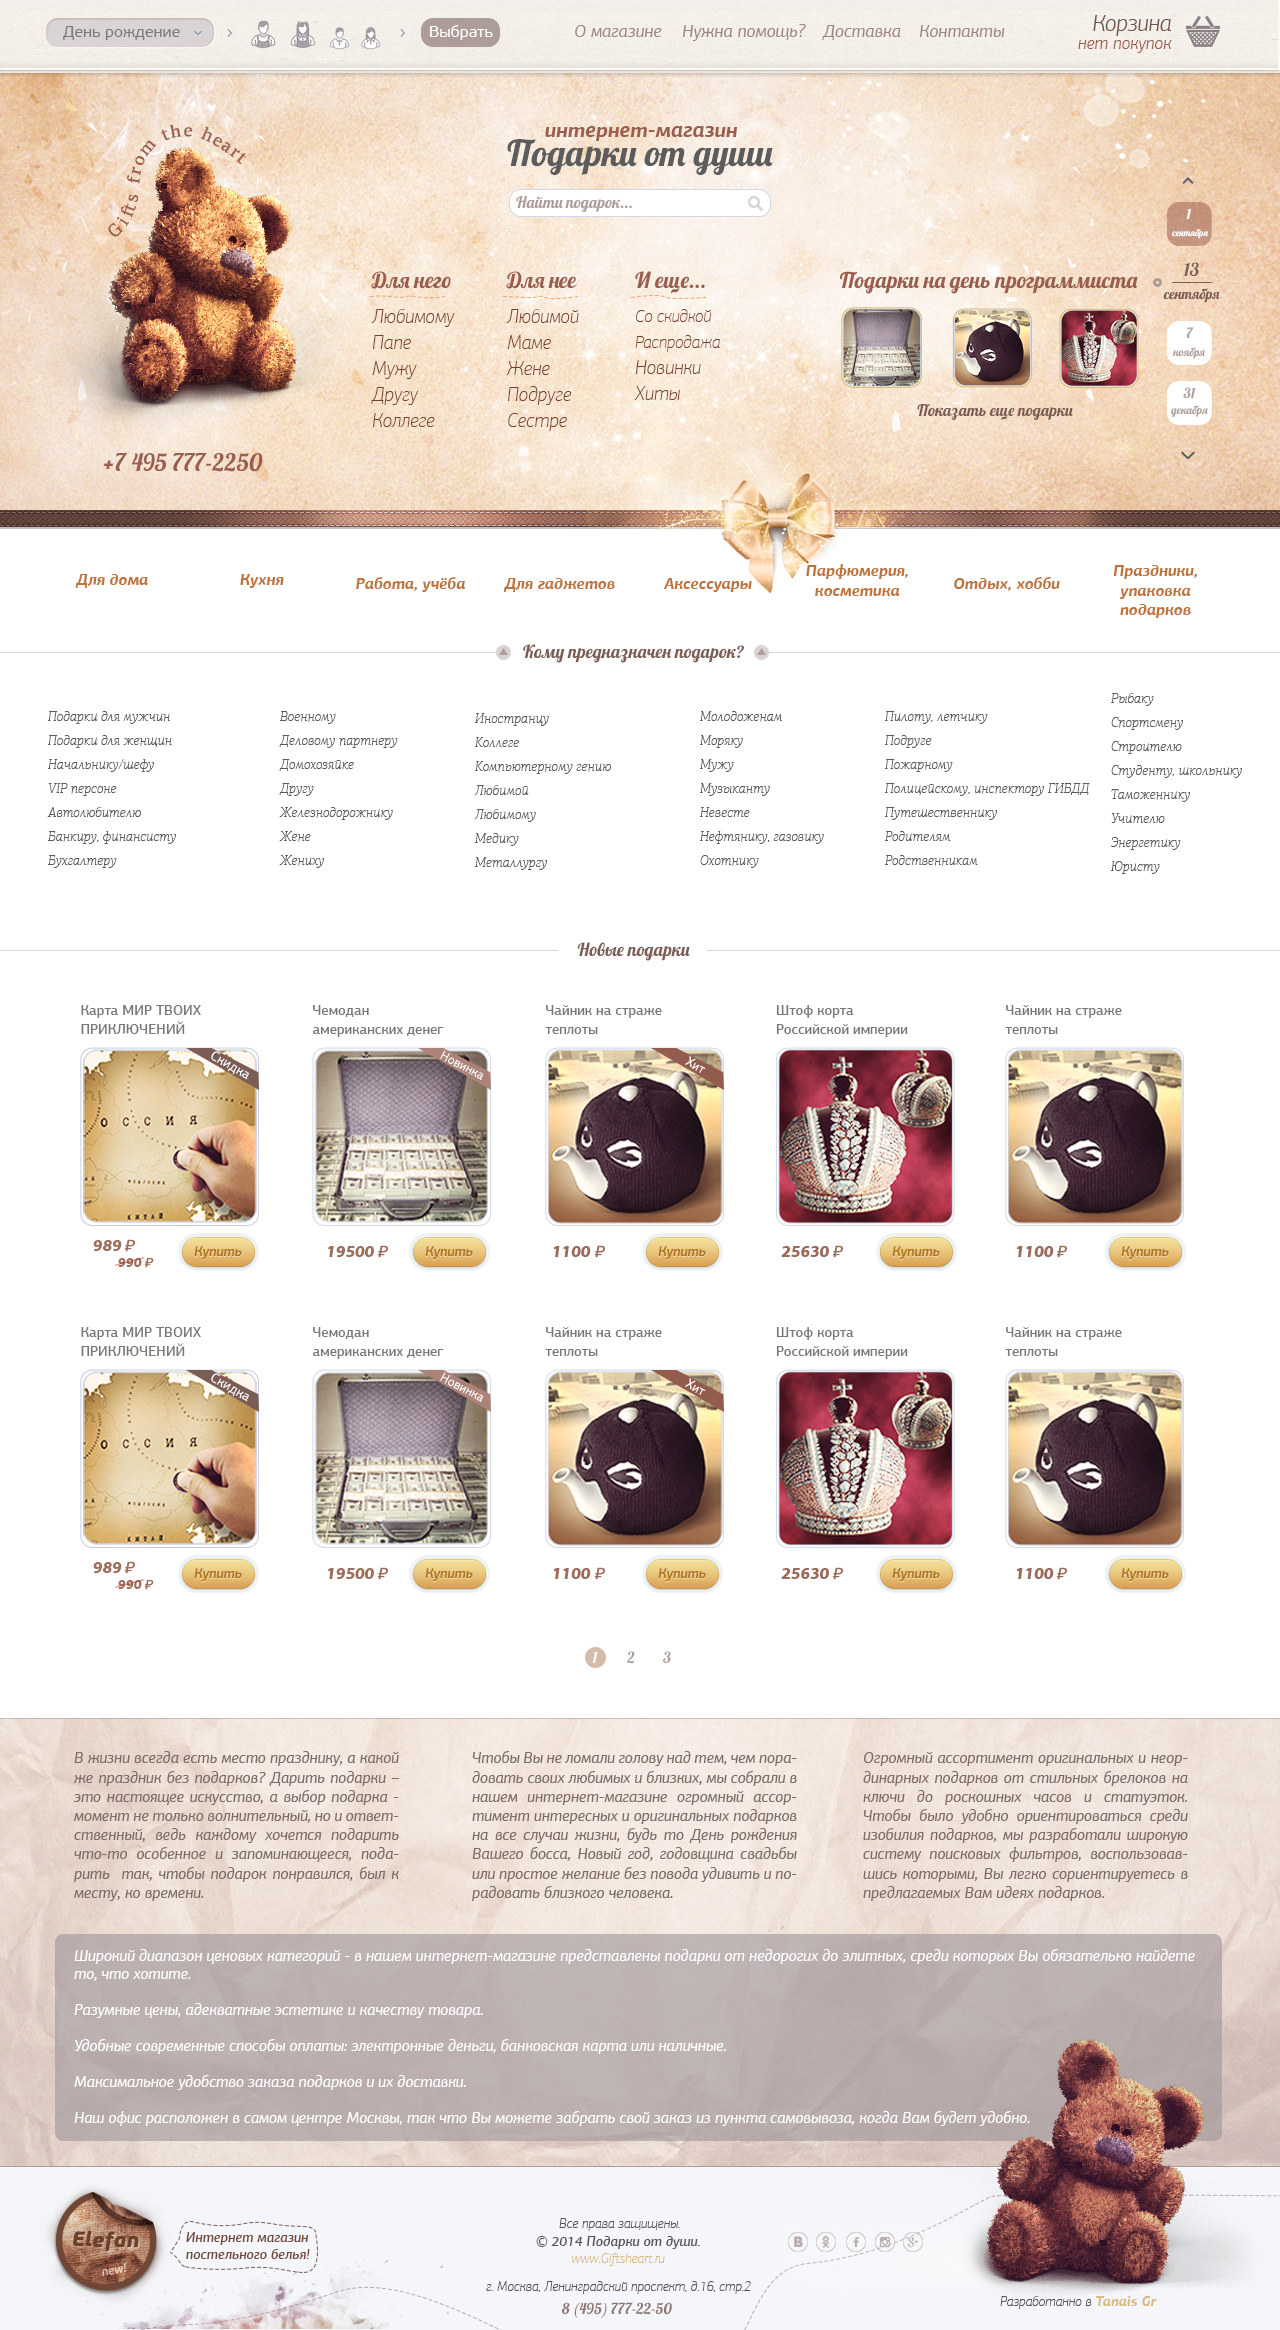 День рождение
Выбрать
О магазине
Нужна помощь?
Доставка
Контакты
Корзина
нет покупок
Gifts from the heart
интернет-магазин
Подарки от души
Найти подарок...
+7 495 777-2250
Для него
Любимому
Папе
Мужу
Другу
Коллеге
Для нее
Любимой
Маме
Жене
Подруге
Сестре
И еще...
Со скидкой
Распродажа
Новинки
Хиты
Подарки на день программиста
Показать еще подарки
1
сентября
13
сентября
7
ноября
31
декабря
Для дома
Кухня
Работа, учёба
Для гаджетов
Аксессуары
Парфюмерия,
косметика
Отдых, хобби
Праздники,
упаковка
подарков
Кому предназначен подарок?
Подарки для мужчин
Подарки для женщин
Начальнику/шефу
VIP персоне
Автолюбителю
Банкиру, финансисту
Бухгалтеру
Военному
Деловому партнеру
Домохозяйке
Другу
Железнодорожнику
Жене
Жениху
Иностранцу
Коллеге
Компьютерному гению
Любимой
Любимому
Медику
Металлургу
Молодоженам
Моряку
Мужу
Музыканту
Невесте
Нефтянику, газовику
Охотнику
Пилоту, летчику
Подруге
Пожарному
Полицейскому, инспектору ГИБДД
Путешественнику
Родителям
Родственникам
Рыбаку
Спортсмену
Строителю
Студенту, школьнику
Таможеннику
Учителю
Энергетику
Юристу
Новые подарки
Карта МИР ТВОИХ
ПРИКЛЮЧЕНИЙ
Скидка
О С С И Я
КИТАЙ
989 ₽
990 ₽
Купить
Чемодан
американских денег
Новинка
19500 ₽
Купить
Чайник на страже
теплоты
Хит
1100 ₽
Купить
Штоф корта
Российской империи
25630 ₽
Купить
Чайник на страже
теплоты
1100 ₽
Купить
Карта МИР ТВОИХ
ПРИКЛЮЧЕНИЙ
Скидка
О С С И Я
КИТАЙ
989 ₽
990 ₽
Купить
Чемодан
американских денег
Новинка
19500 ₽
Купить
Чайник на страже
теплоты
Хит
1100 ₽
Купить
Штоф корта
Российской империи
25630 ₽
Купить
Чайник на страже
теплоты
1100 ₽
Купить
1 2 3
В жизни всегда есть место празднику, а какой
же праздник без подарков? Дарить подарки –
это настоящее искусство, а выбор подарка -
момент не только волнительный, но и ответ-
ственный, ведь каждому хочется подарить
что-то особенное и запоминающееся, пода-
рить так, чтобы подарок понравился, был к
месту, ко времени.
Чтобы Вы не ломали голову над тем, чем пора-
довать своих любимых и близких, мы собрали в
нашем интернет-магазине огромный ассор-
тимент интересных и оригинальных подарков
на все случаи жизни, будь то День рождения
Вашего босса, Новый год, годовщина свадьбы
или простое желание без повода удивить и по-
радовать близкого человека.
Огромный ассортимент оригинальных и неор-
динарных подарков от стильных брелоков на
ключи до роскошных часов и статуэток.
Чтобы было удобно ориентироваться среди
изобилия подарков, мы разработали широкую
систему поисковых фильтров, воспользовав-
шись которыми, Вы легко сориентируетесь в
предлагаемых Вам идеях подарков.
Широкий диапазон ценовых категорий - в нашем интернет-магазине представлены подарки от недорогих до элитных, среди которых Вы обязательно найдете
то, что хотите.
Разумные цены, адекватные эстетике и качеству товара.
Удобные современные способы оплаты: электронные деньги, банковская карта или наличные.
Максимальное удобство заказа подарков и их доставки.
Наш офис расположен в самом центре Москвы, так что Вы можете забрать свой заказ из пункта самовывоза, когда Вам будет удобно.
Elefan
new!
Интернет магазин
постельного белья!
Все права защищены.
© 2014 Подарки от души.
www.Giftsheart.ru
г. Москва, Ленинградский проспект, д.16, стр.2
8 (495) 777-22-50
Разработанно в Tanais Gr